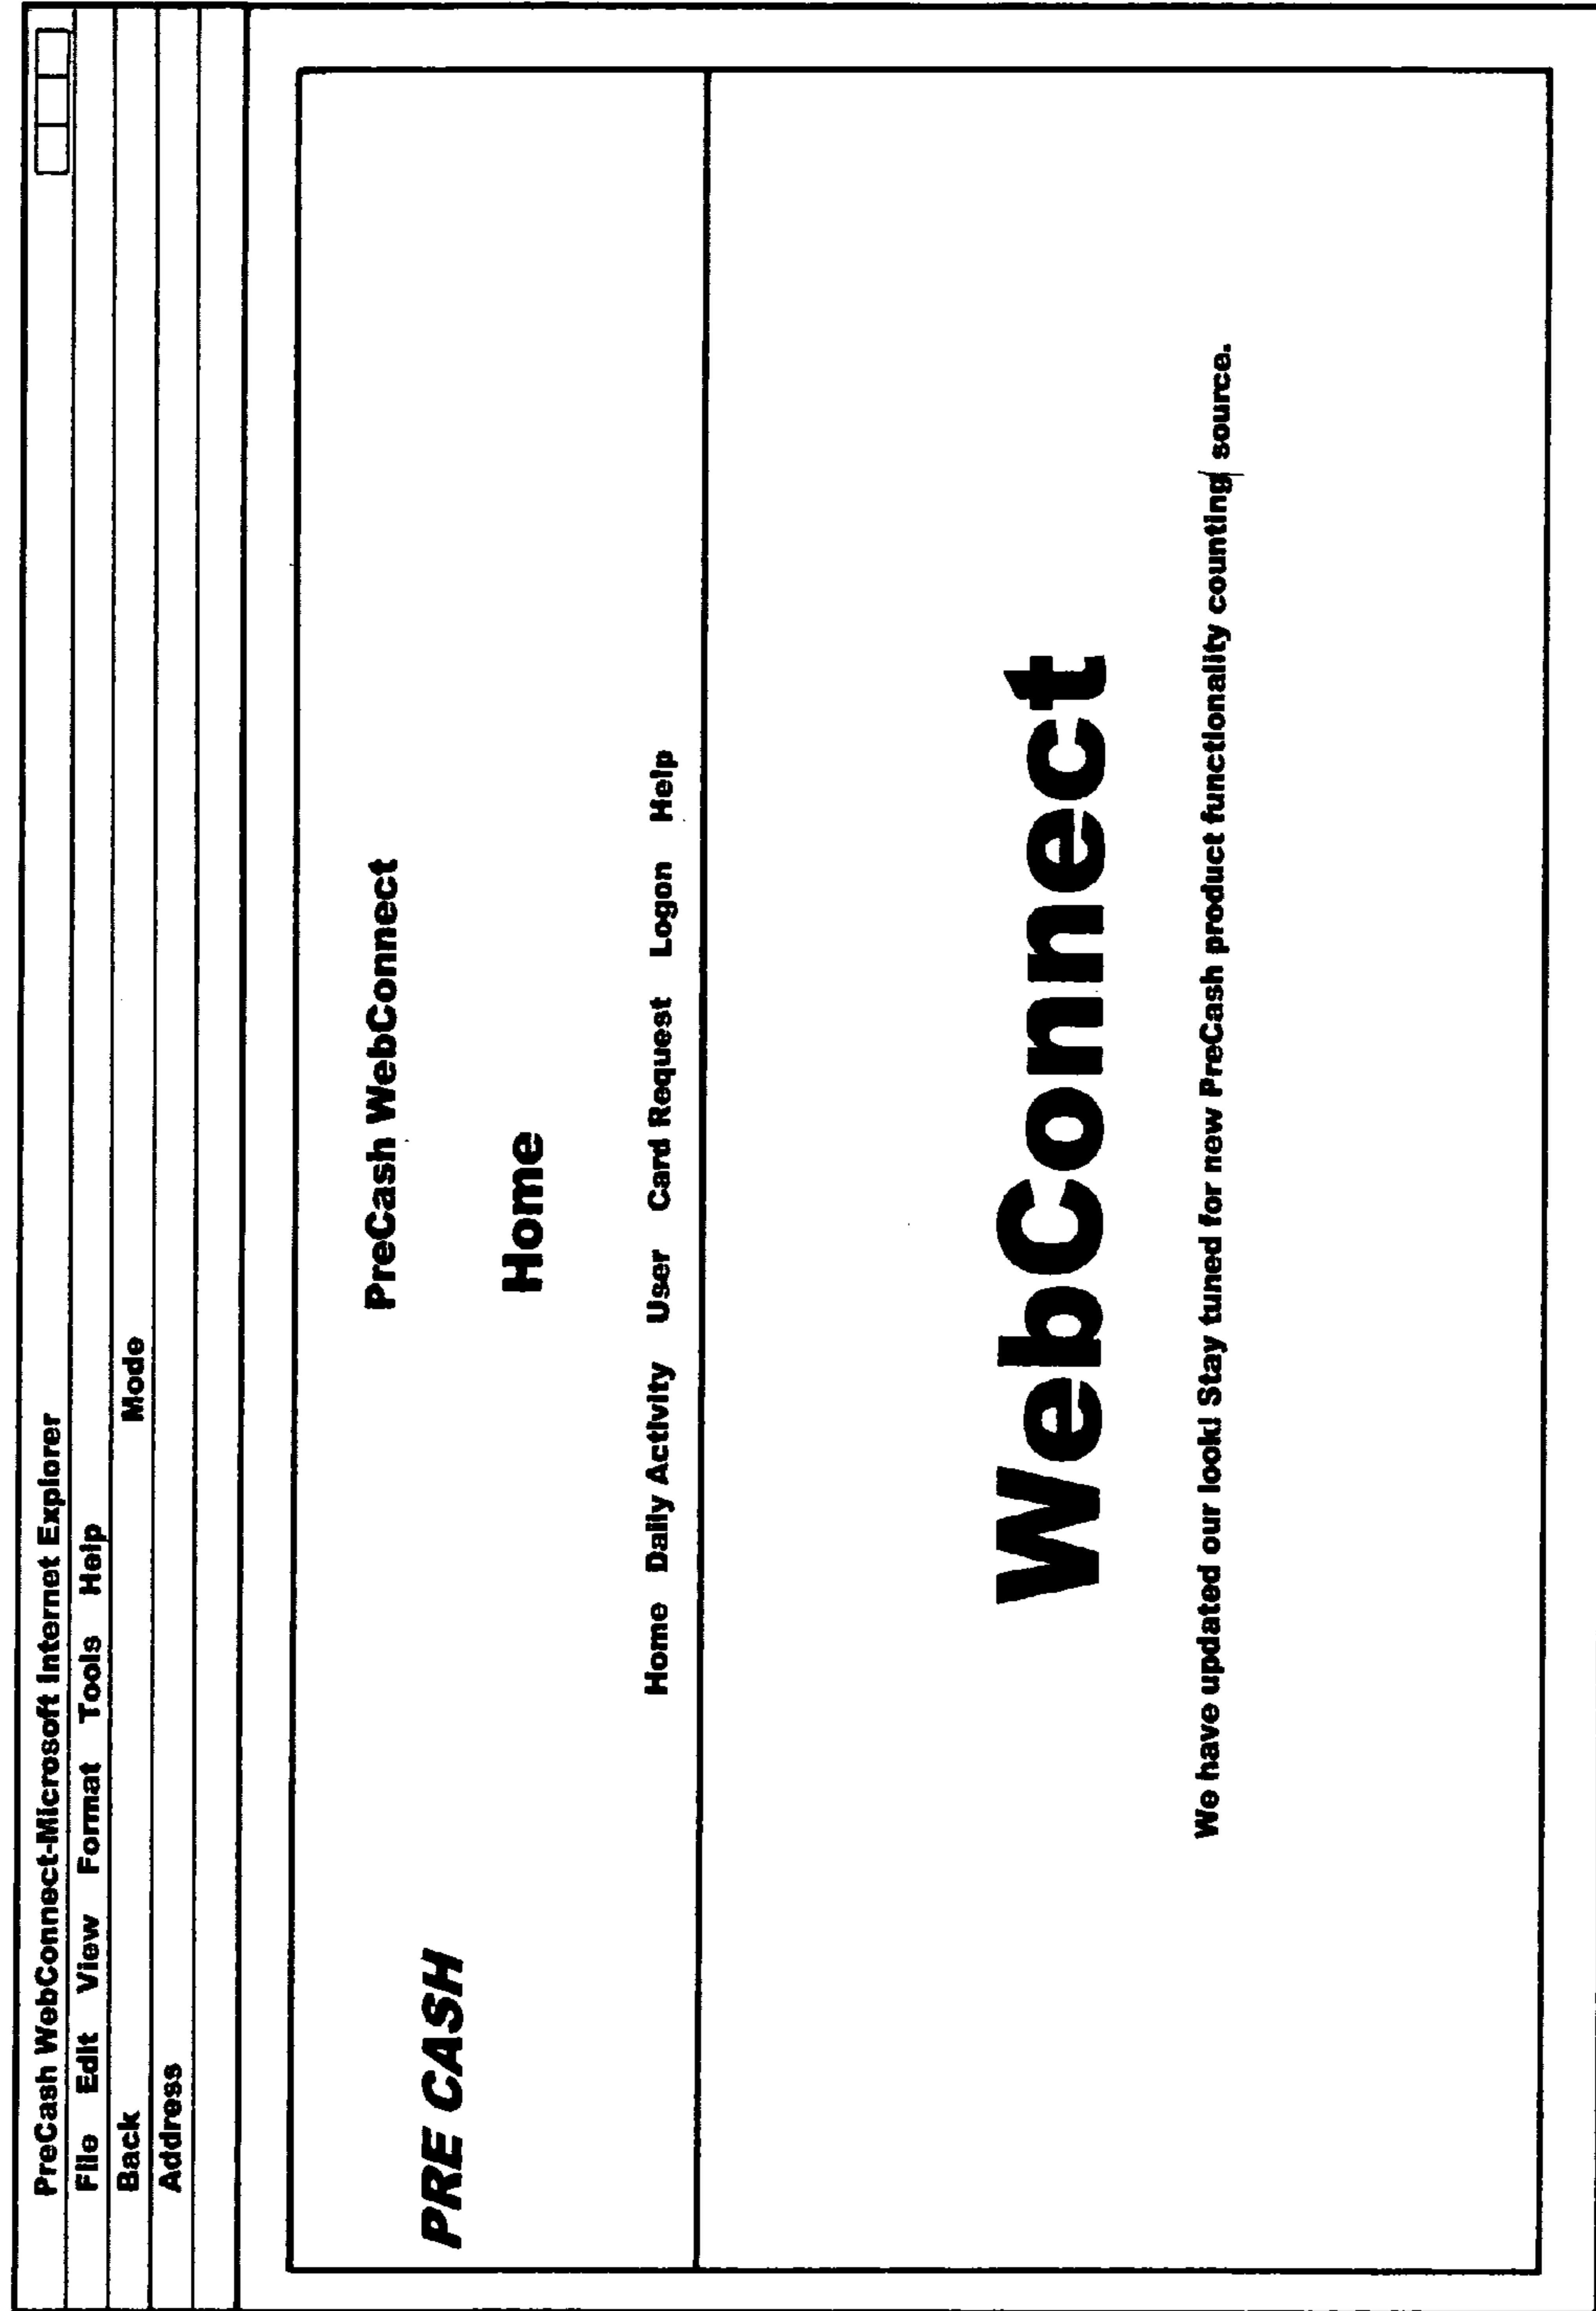 PreCash WebConnect-Microsoft Internet Explorer
File Edit View Format Tools Help
Back Mode
Address
PreCash WebConnect
PRE CASH
Home
Home Daily Activity User Card Request Logon Help
WebConnect
We have updated our look! Stay tuned for new PreCash product functionality counting source.